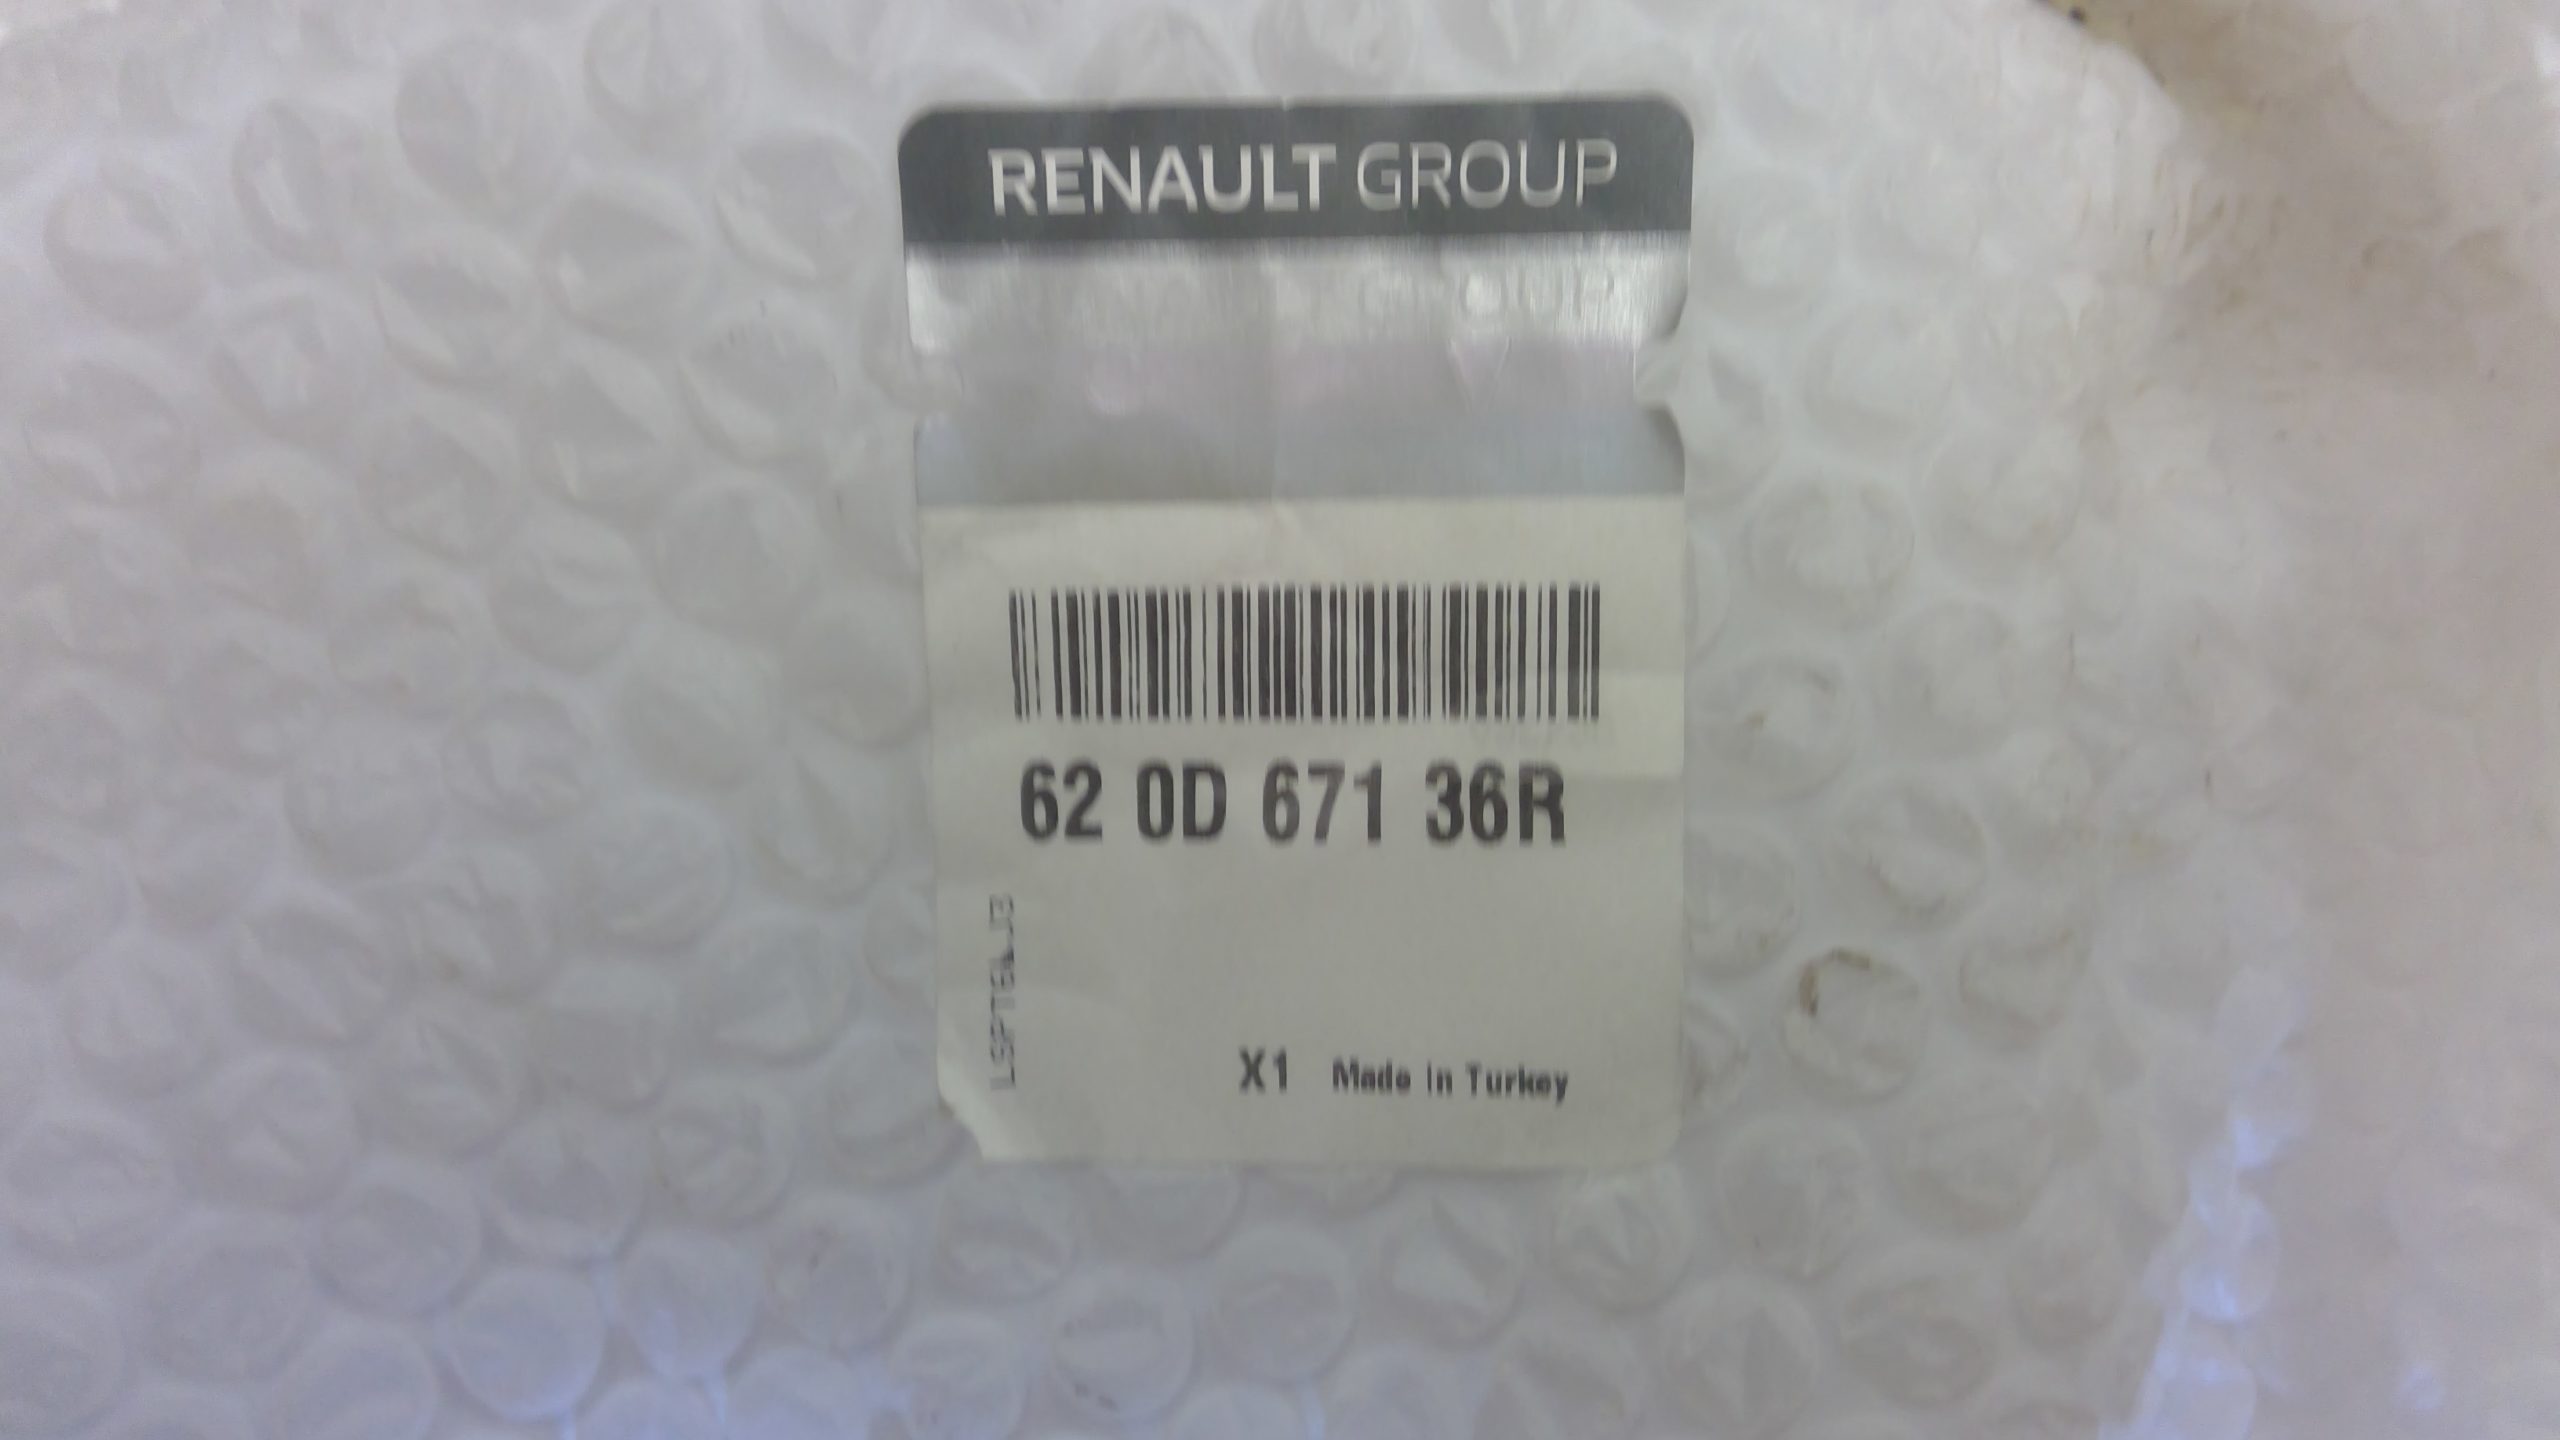 RENAULT GROUP
62 0D 671 36R
X1 Made in Turkey